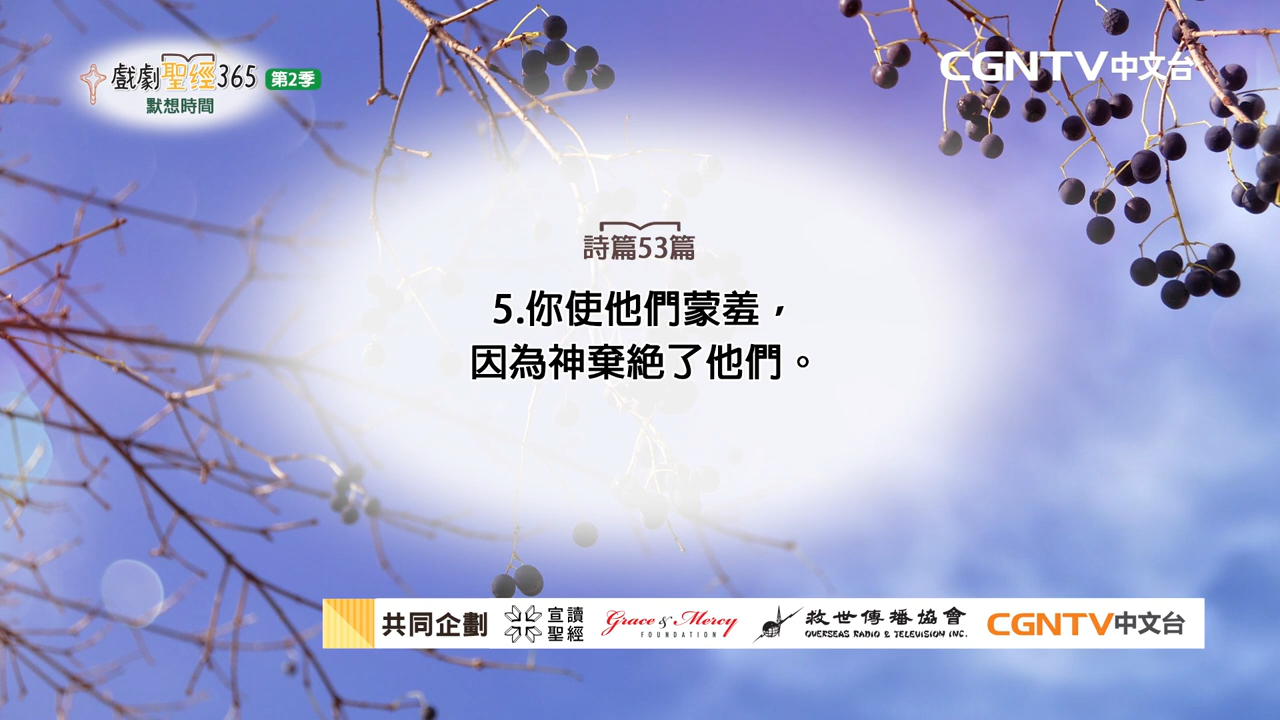 戲劇聖經365 第2季
默想時間
CGNTV中文台
詩篇53篇
5.你使他們蒙羞，
因為神棄絕了他們。
共同企劃
宣讀
聖經
Grace & Mercy
FOUNDATION
救世傳播協會
OVERSEAS RADIO & TELEVISION INC.
CGNTV中文台